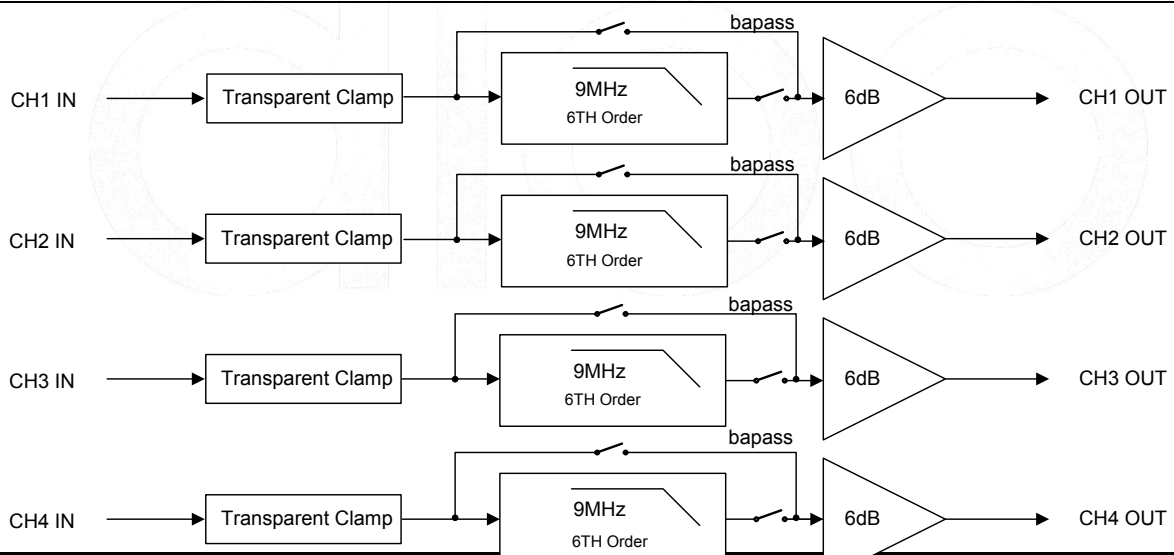 bapass
CH1 IN Transparent Clamp 9MHz 6dB CH1 OUT
6TH Order
bapass
CH2 IN Transparent Clamp 9MHz 6dB CH2 OUT
6TH Order
bapass
CH3 IN Transparent Clamp 9MHz 6dB CH3 OUT
6TH Order
bapass
CH4 IN Transparent Clamp 9MHz 6dB CH4 OUT
6TH Order